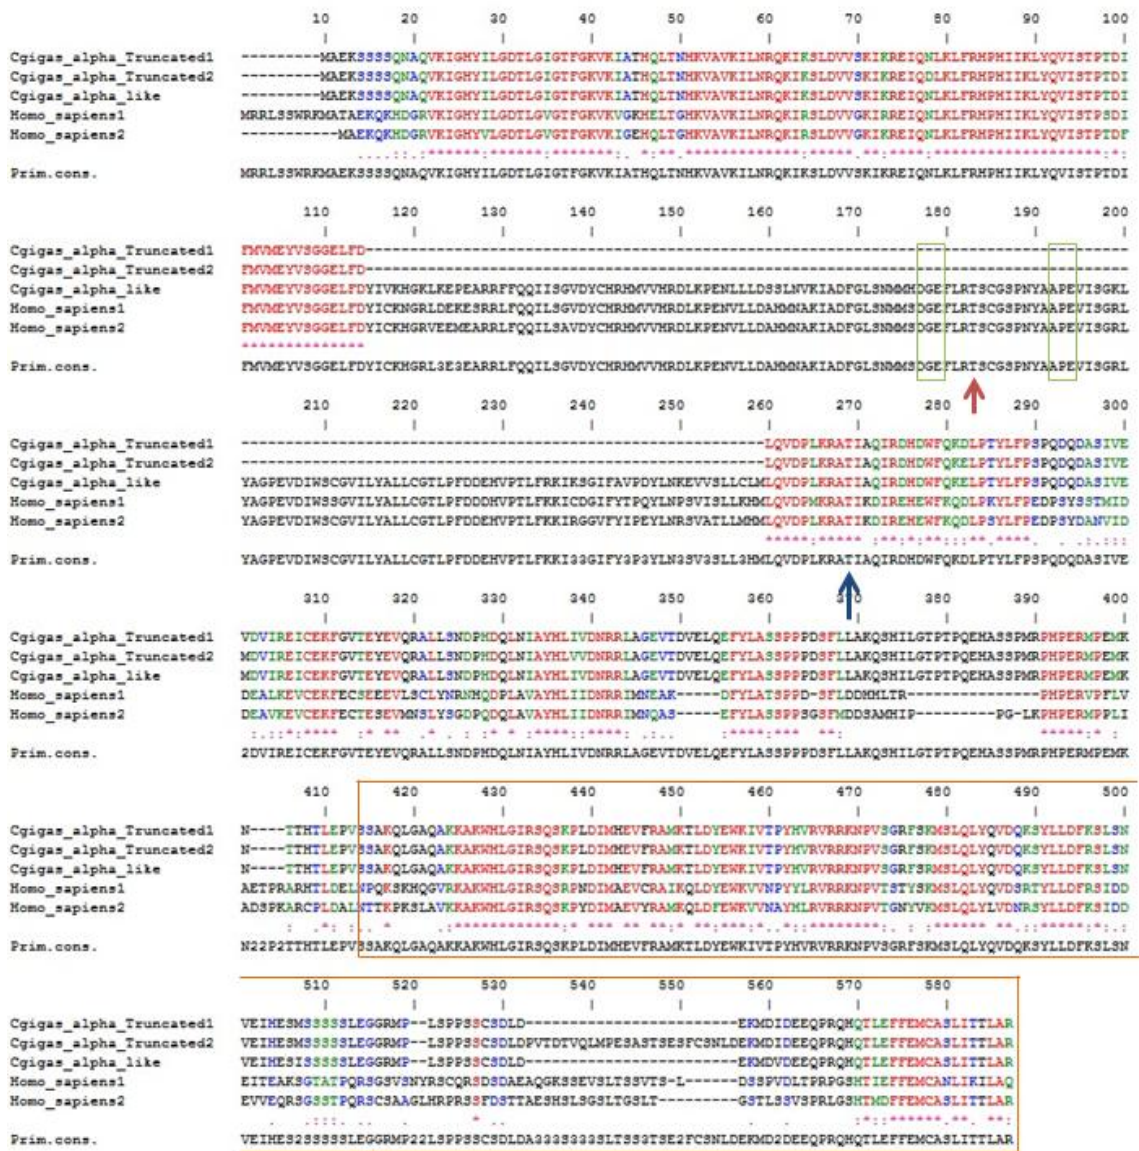 10 20 30 40 50 60 70 80 90 100
Cgigas_alpha_Truncated1 ---------MAEKSSSSQNAQVKIGHYILGDTLGIGTFGKVKIATHQLTNHKVAVKILNRQKIKSLDVVSKIKREIQNLKLFRHPHIIKLYQVISTPTDI
Cgigas_alpha_Truncated2 ---------MAEKSSSSQNAQVKIGHYILGDTLGIGTFGKVKIATHQLTNHKVAVKILNRQKIKSLDVVSKIKREIQNLKLFRHPHIIKLYQVISTPTDI
Cgigas_alpha_like ---------MAEKSSSSQNAQVKIGHYILGDTLGIGTFGKVKIATHQLTNHKVAVKILNRQKIKSLDVVSKIKREIQNLKLFRHPHIIKLYQVISTPTDI
Homo_sapiens1 MRRLSSWRKMATAEKQKHDGRVKIGHYILGDTLGVGTFGKVKVGKHELTGHKVAVKILNRQKIRSLDVVGKIRREIQNLKLFRHPHIIKLYQVISTPSDI
Homo_sapiens2 -----------MAEKQKHDGRVKIGHYVLGDTLGVGTFGKVKIGEHQLTGHKVAVKILNRQKIRSLDVVGKIKREIQNLKLFRHPHIIKLYQVISTPTDF
Prim.cons. MRRLSSWRKMAEKSSSSQNAQVKIGHYILGDTLGIGTFGKVKIATHQLTNHKVAVKILNRQKIKSLDVVSKIKREIQNLKLFRHPHIIKLYQVISTPTDI
110 120 130 140 150 160 170 180 190 200
Cgigas_alpha_Truncated1 FMVMEYVSGGELFD--------------------------------------------------------------------------------------
Cgigas_alpha_Truncated2 FMVMEYVSGGELFD--------------------------------------------------------------------------------------
Cgigas_alpha_like FMVMEYVSGGELFDYIVKHGKLKEPEARRFFQQIISGVDYCHRHMVVHRDLKPENLLLDSSLNVKIADFGLSNMMHDGEFLRTSCGSPNYAAPEVISGKL
Homo_sapiens1 FMVMEYVSGGELFDYICKNGRLDEKESRRLFQQILSGVDYCHRHMVVHRDLKPENVLLDAHMNAKIADFGLSNMMSDGEFLRTSCGSPNYAAPEVISGRL
Homo_sapiens2 FMVMEYVSGGELFDYICKHGRVEEMEARRLFQQILSAVDYCHRHMVVHRDLKPENVLLDAHMNAKIADFGLSNMMSDGEFLRTSCGSPNYAAPEVISGRL
Prim.cons. FMVMEYVSGGELFDYICKHGRL3E3EARRLFQQILSGVDYCHRHMVVHRDLKPENVLLDAHMNAKIADFGLSNMMSDGEFLRTSCGSPNYAAPEVISGRL
210 220 230 240 250 260 270 280 290 300
Cgigas_alpha_Truncated1 -----------------------------------------------------------LQVDPLKRATIAQIRDHDWFQKDLPTYLFPSPQDQDASIVE
Cgigas_alpha_Truncated2 -----------------------------------------------------------LQVDPLKRATIAQIRDHDWFQKELPTYLFPSPQDQDASIVE
Cgigas_alpha_like YAGPEVDIWSCGVILYALLCGTLPFDDEHVPTLFRKIKSGIFAVPDYLNKEVVSLLCLMLQVDPLKRATIAQIRDHDWFQKELPTYLFPSPQDQDASIVE
Homo_sapiens1 YAGPEVDIWSSGVILYALLCGTLPFDDDHVPTLFKKICDGIFYTPQYLNPSVISLLKHMLQVDPMKRATIKDIREHEWFKQDLPKYLFPEDPSYSSTMID
Homo_sapiens2 YAGPEVDIWSCGVILYALLCGTLPFDDEHVPTLFKKIRGGVFYIPEYLNRSVATLLMHMLQVDPLKRATIKDIREHEWFKQDLPSYLFPEDPSYDANVID
Prim.cons. YAGPEVDIWSCGVILYALLCGTLPFDDEHVPTLFKKI3GGIFY3P3YLN3SV3SLL3HMLQVDPLKRATIAQIRDHDWFQKDLPTYLFPSPQDQDASIVE
310 320 330 340 350 360 370 380 390 400
Cgigas_alpha_Truncated1 VDVIREICEKFGVTEYEVQRALLSNDPHDQLNIAYHLIVDNRRLAGEVTDVELQEFYLASSPPPDSFLLAKQSHILGTPTPQEHASSPMRPHPERMPEMK
Cgigas_alpha_Truncated2 MDVIREICEKFGVTEYEVQRALLSNDPHDQLNIAYHLVVDNRRLAGEVTDVELQEFYLASSPPPDSFLLAKQSHILGTPTPQEHASSPMRPHPERMPEMK
Cgigas_alpha_like MDVIREICEKFGVTEYEVQRALLSNDPHDQLNIAYHLIVDNRRLAGEVTDVELQEFYLASSPPPDSFLLAKQSHILGTPTPQEHASSPMRPHPERMPEMK
Homo_sapiens1 DEALKEVCEKFECSEEEVLSCLYNRNHQDPLAVAYHLIIDNRRIMNEAK-----DFYLATSPPD-SFLDDHHLTR---------------PHPERVPFLV
Homo_sapiens2 DEAVKEVCEKFECTESEVMNSLYSGDPQDQLAVAYHLIIDNRRIMNQAS-----EFYLASSPPSGSFMDDSAMHIP---------PG-LKPHPERMPPLI
Prim.cons. 2DVIREICEKFGVTEYEVQRALLSNDPHDQLNIAYHLIVDNRRLAGEVTDVELQEFYLASSPPPDSFLLAKQSHILGTPTPQEHASSPMRPHPERMPEMK
410 420 430 440 450 460 470 480 490 500
Cgigas_alpha_Truncated1 N----TTHTLEPVSSAKQLGAQAKKAKWHLGIRSQSKPLDIMHEVFRAMKTLDYEWKIVTPYHVRVRRKNPVSGRFSKMSLQLYQVDQKSYLLDFKSLSN
Cgigas_alpha_Truncated2 N----TTHTLEPVSSAKQLGAQAKKAKWHLGIRSQSKPLDIMHEVFRAMKTLDYEWKIVTPYHVRVRRKNPVSGRFSKMSLQLYQVDQKSYLLDFKSLSN
Cgigas_alpha_like N----TTHTLEPVSSAKQLGAQAKKAKWHLGIRSQSKPLDIMHEVFRAMKTLDYEWKIVTPYHVRVRRKNPVSGRFSRMSLQLYQVDQKSYLLDFKSLSN
Homo_sapiens1 AETPRARHTLDELNPQKSKHQGVRKAKWHLGIRSQSRPNDIMAEVCRAIKQLDYEWKVVNPYYLRVRRKNPVTSTYSKMSLQLYQVDSRTYLLDFRSIDD
Homo_sapiens2 ADSPKARCPLDALNTTKPKSLAVKKAKWHLGIRSQSKPYDIMAEVYRAMKQLDFEWKVVNAYHLRVRRKNPVTGNYVKMSLQLYLVDNRSYLLDFKSIDD
Prim.cons. N22P2TTHTLEPVSSAKQLGAQAKKAKWHLGIRSQSKPLDIMHEVFRAMKTLDYEWKIVTPYHVRVRRKNPVSGRFSKMSLQLYQVDQKSYLLDFKSLSN
510 520 530 540 550 560 570 580
Cgigas_alpha_Truncated1 VEIHESMSSSSSLEGGRMP--LSPPSSCSDLD------------------------EKMDIDEEQPRQHQTLEFFEMCASLITTLAR
Cgigas_alpha_Truncated2 VEIHESMSSSSSLEGGRMP--LSPPSSCSDLDPVTDTVQLMPESASTSESFCSNLDEKMDIDEEQPRQHQTLEFFEMCASLITTLAR
Cgigas_alpha_like VEIHESISSSSSLEGGRMP--LSPPSSCSDLD------------------------EKMDVDEEQPRQHQTLEFFEMCASLITTLAR
Homo_sapiens1 EITEAKSGTATPQRSGSVSNYRSCQRSDSDAEAQGKSSEVSLTSSVTS-L------DSSPVDLTPRPGSHTIEFFEMCANLIKILAQ
Homo_sapiens2 EVVEQRSGSSTPQRSCSAAGLHRPRSSFDSTTAESHSLSGSLTGSLT---------GSTLSSVSPRLGSHTMDFFEMCASLITTLAR
Prim.cons. VEIHES2SSSSSLEGGRMP22LSPPSSCSDLDA3GGSGGGSLTSS3TSE2FCSNLDEKMD2DEEQPRQHQTLEFFEMCASLITTLAR